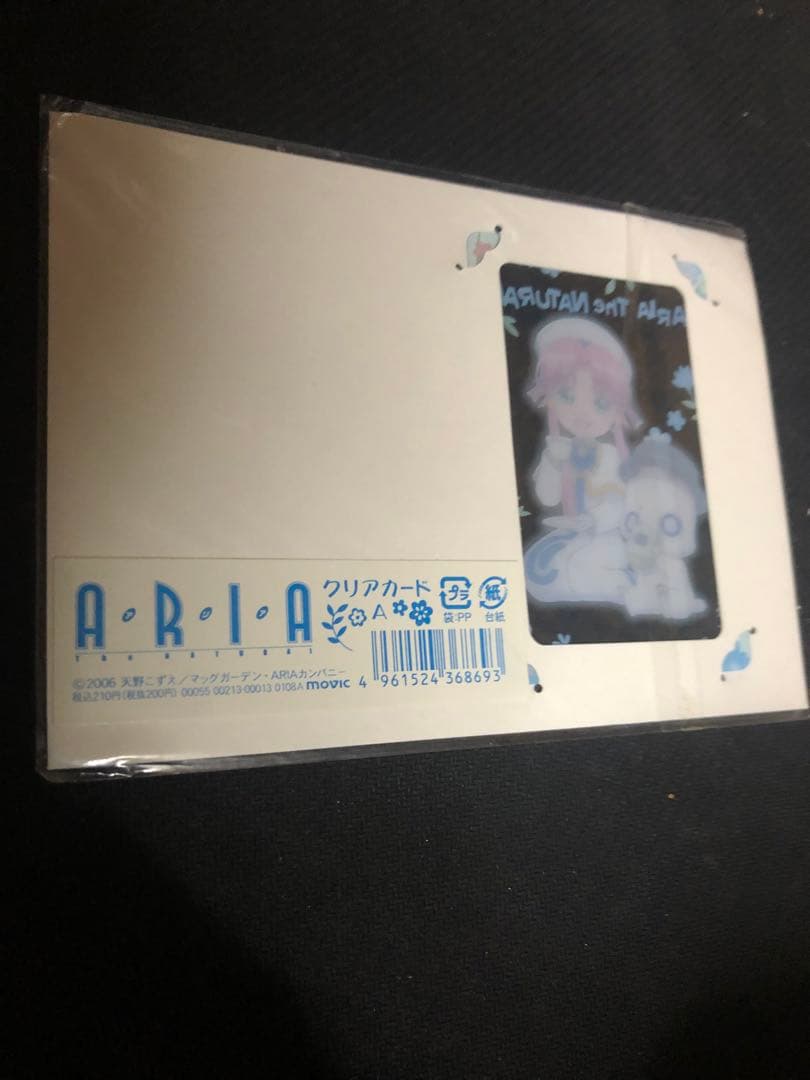 ARIA The NATURA
A・R・I・A
THE NATURAL
クリアカード
A
プラ
紙
袋:PP
台紙
©2006 天野こずえ/マッグガーデン・ARIAカンパニー
税込210円(税抜200円) 00055 00213-00013 0108A movic
4 961524 368693